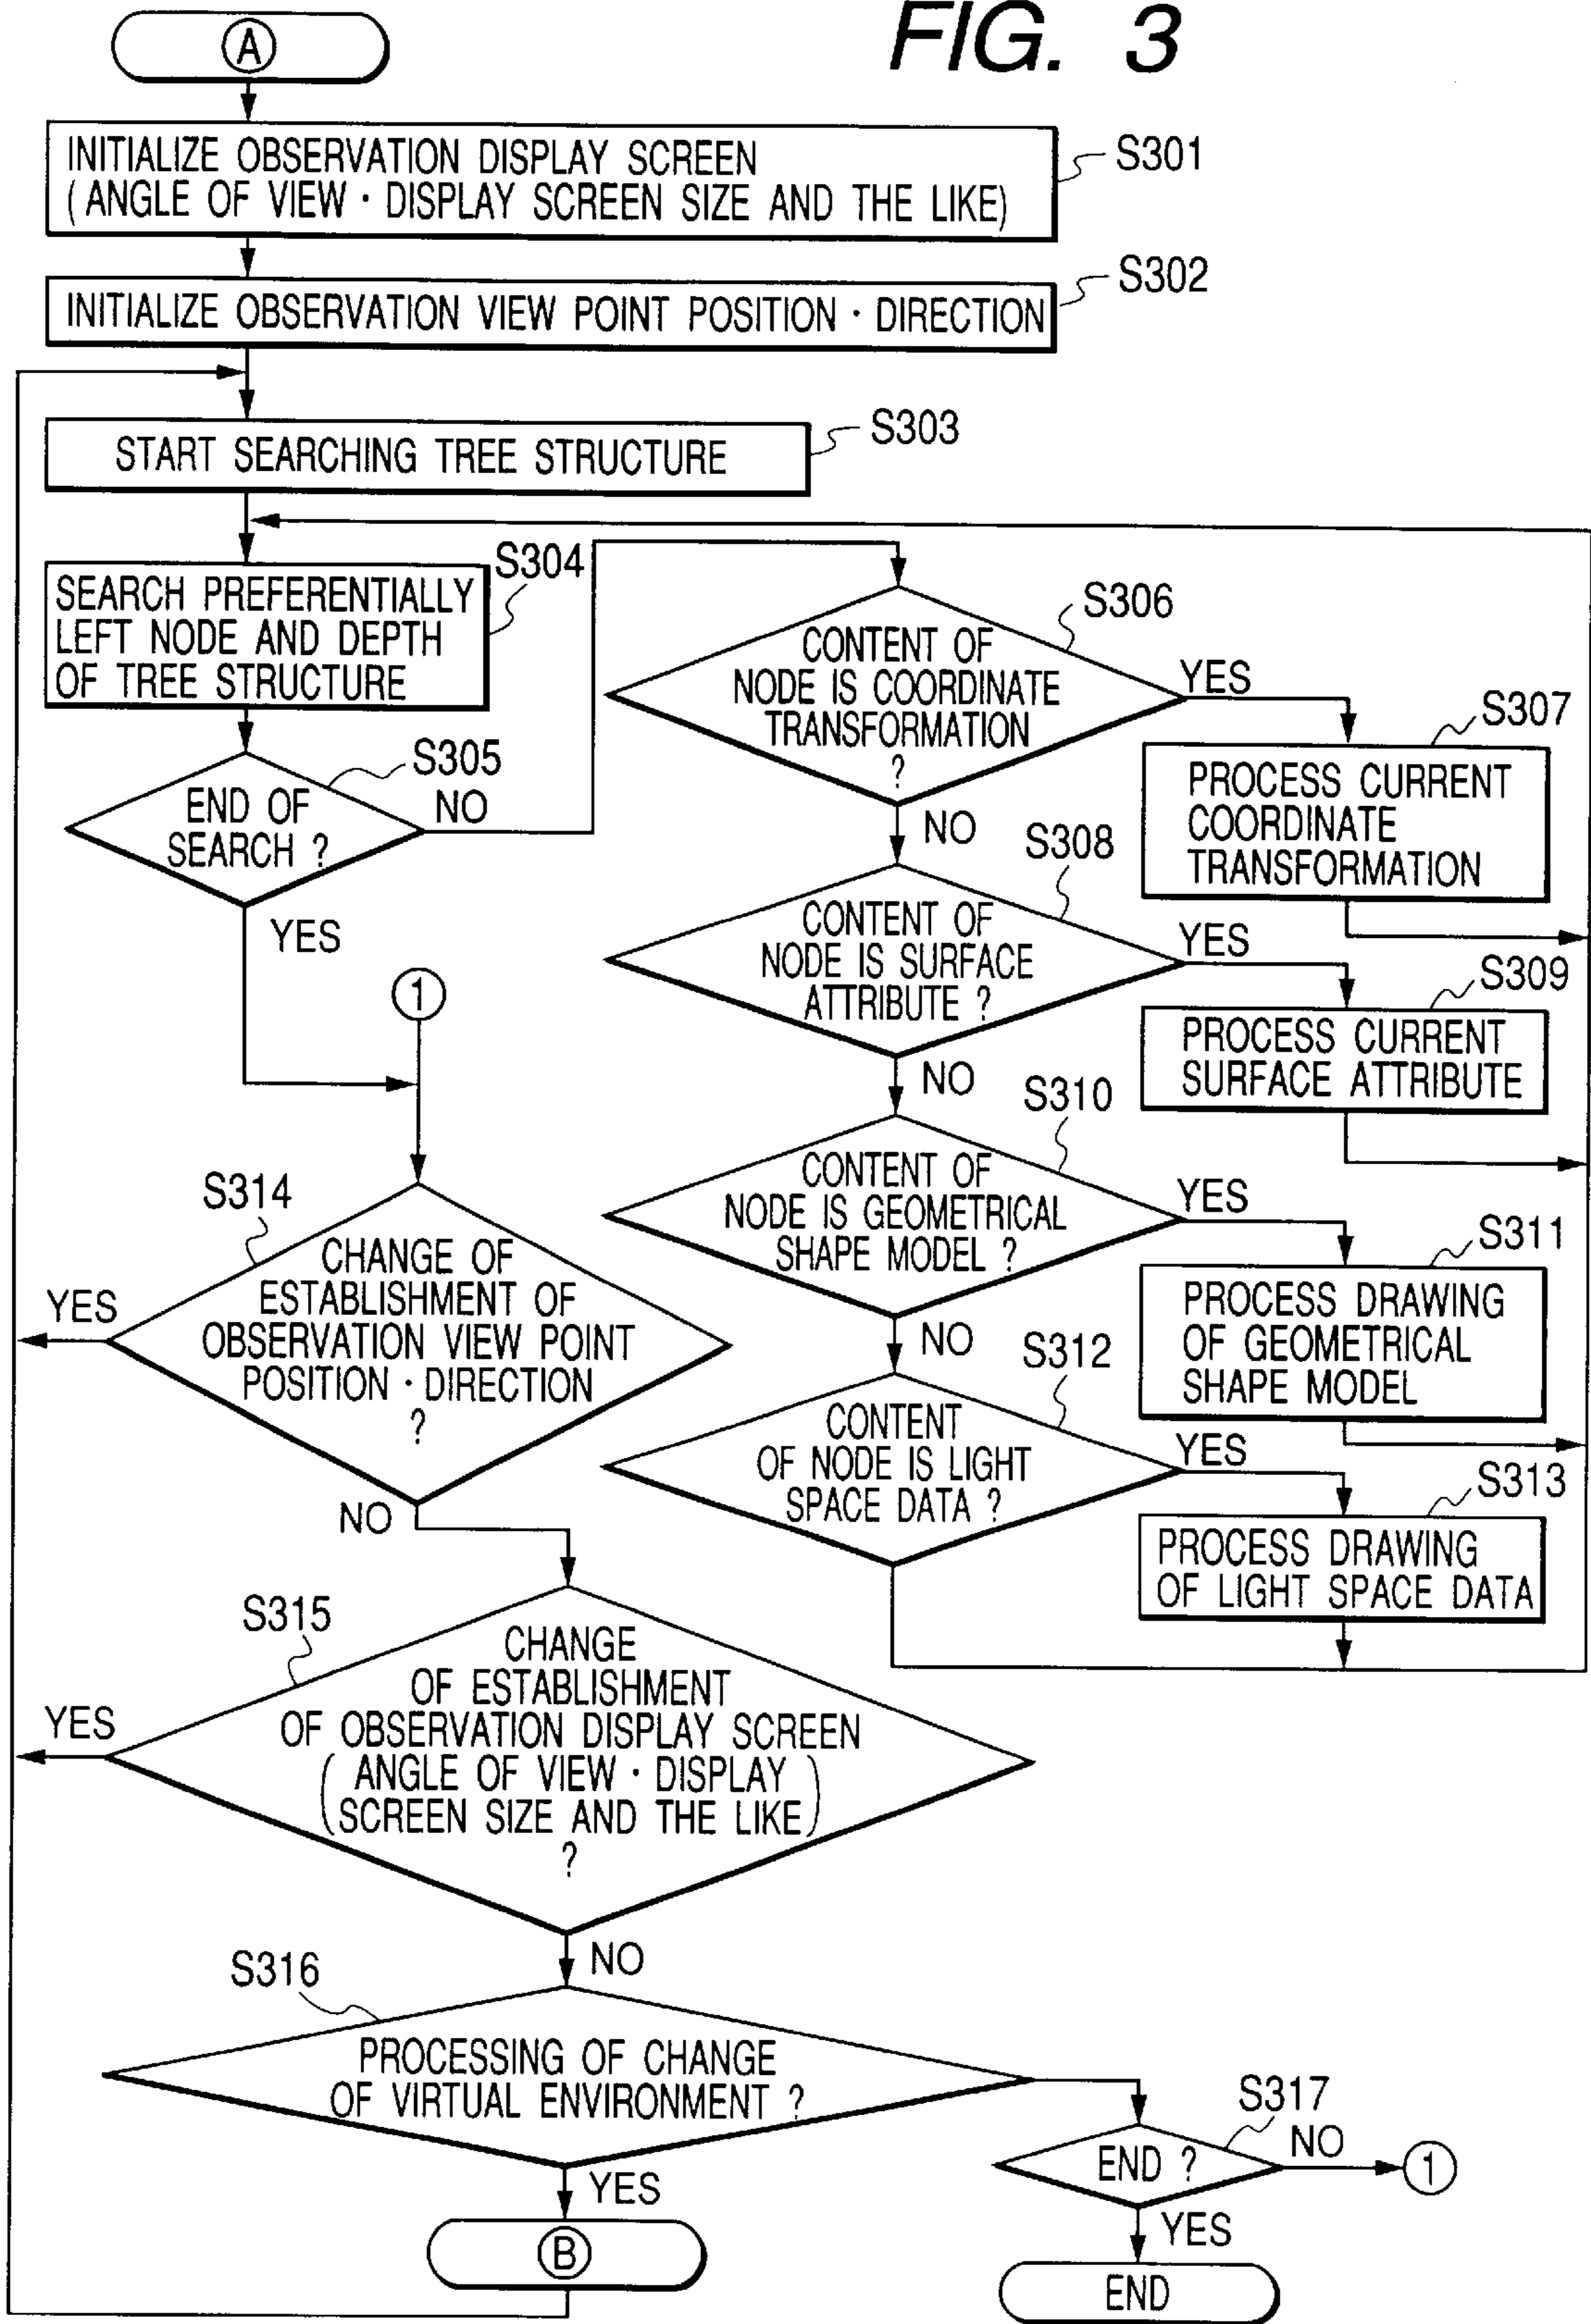 FIG. 3
A
INITIALIZE OBSERVATION DISPLAY SCREEN
(ANGLE OF VIEW・DISPLAY SCREEN SIZE AND THE LIKE)
S301
INITIALIZE OBSERVATION VIEW POINT POSITION・DIRECTION
S302
START SEARCHING TREE STRUCTURE
S303
SEARCH PREFERENTIALLY
LEFT NODE AND DEPTH
OF TREE STRUCTURE
S304
END OF
SEARCH ?
S305
NO
YES
CONTENT OF
NODE IS COORDINATE
TRANSFORMATION
?
S306
YES
NO
PROCESS CURRENT
COORDINATE
TRANSFORMATION
S307
CONTENT OF
NODE IS SURFACE
ATTRIBUTE ?
S308
YES
NO
PROCESS CURRENT
SURFACE ATTRIBUTE
S309
CONTENT OF
NODE IS GEOMETRICAL
SHAPE MODEL ?
S310
YES
NO
PROCESS DRAWING
OF GEOMETRICAL
SHAPE MODEL
S311
CONTENT
OF NODE IS LIGHT
SPACE DATA ?
S312
YES
PROCESS DRAWING
OF LIGHT SPACE DATA
S313
1
S314
CHANGE OF
ESTABLISHMENT OF
OBSERVATION VIEW POINT
POSITION・DIRECTION
?
YES
NO
S315
CHANGE
OF ESTABLISHMENT
OF OBSERVATION DISPLAY SCREEN
(ANGLE OF VIEW・DISPLAY
SCREEN SIZE AND THE LIKE)
?
YES
NO
S316
PROCESSING OF CHANGE
OF VIRTUAL ENVIRONMENT ?
YES
B
S317
END ?
NO
1
YES
END